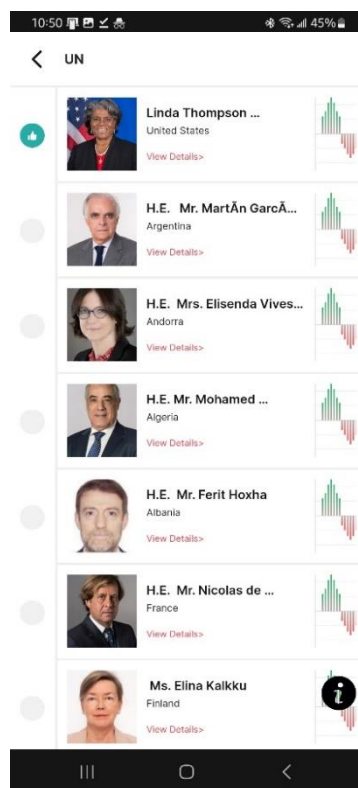 10:50
45%
UN
Linda Thompson ...
United States
View Details>
H.E. Mr. MartÃn GarcÃ...
Argentina
View Details>
H.E. Mrs. Elisenda Vives...
Andorra
View Details>
H.E. Mr. Mohamed ...
Algeria
View Details>
H.E. Mr. Ferit Hoxha
Albania
View Details>
H.E. Mr. Nicolas de ...
France
View Details>
Ms. Elina Kalkku
Finland
View Details>
i